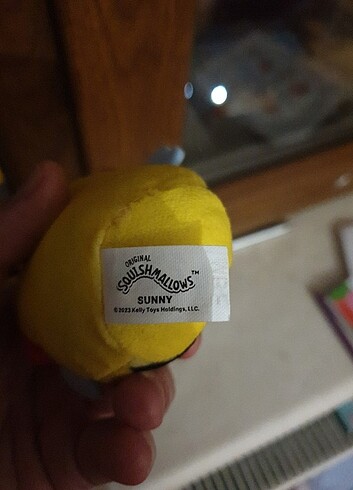 ORIGINAL
SQUISHMALLOWS™
SUNNY
©2023 Kelly Toys Holdings, LLC.